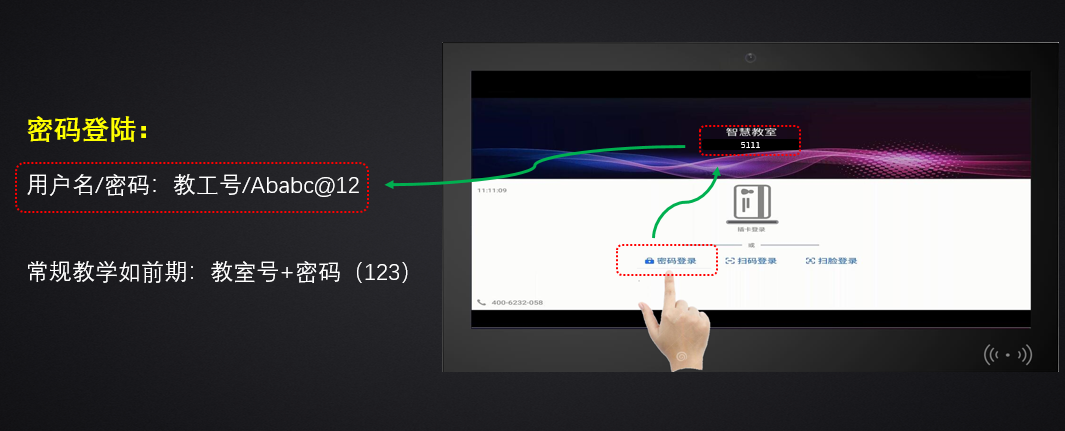 密码登陆：
用户名/密码：教工号/Ababc@12
常规教学如前期：教室号+密码（123）
智慧教室
5111
11:11:09
插卡登录
或
密码登录
扫码登录
扫脸登录
400-6232-058